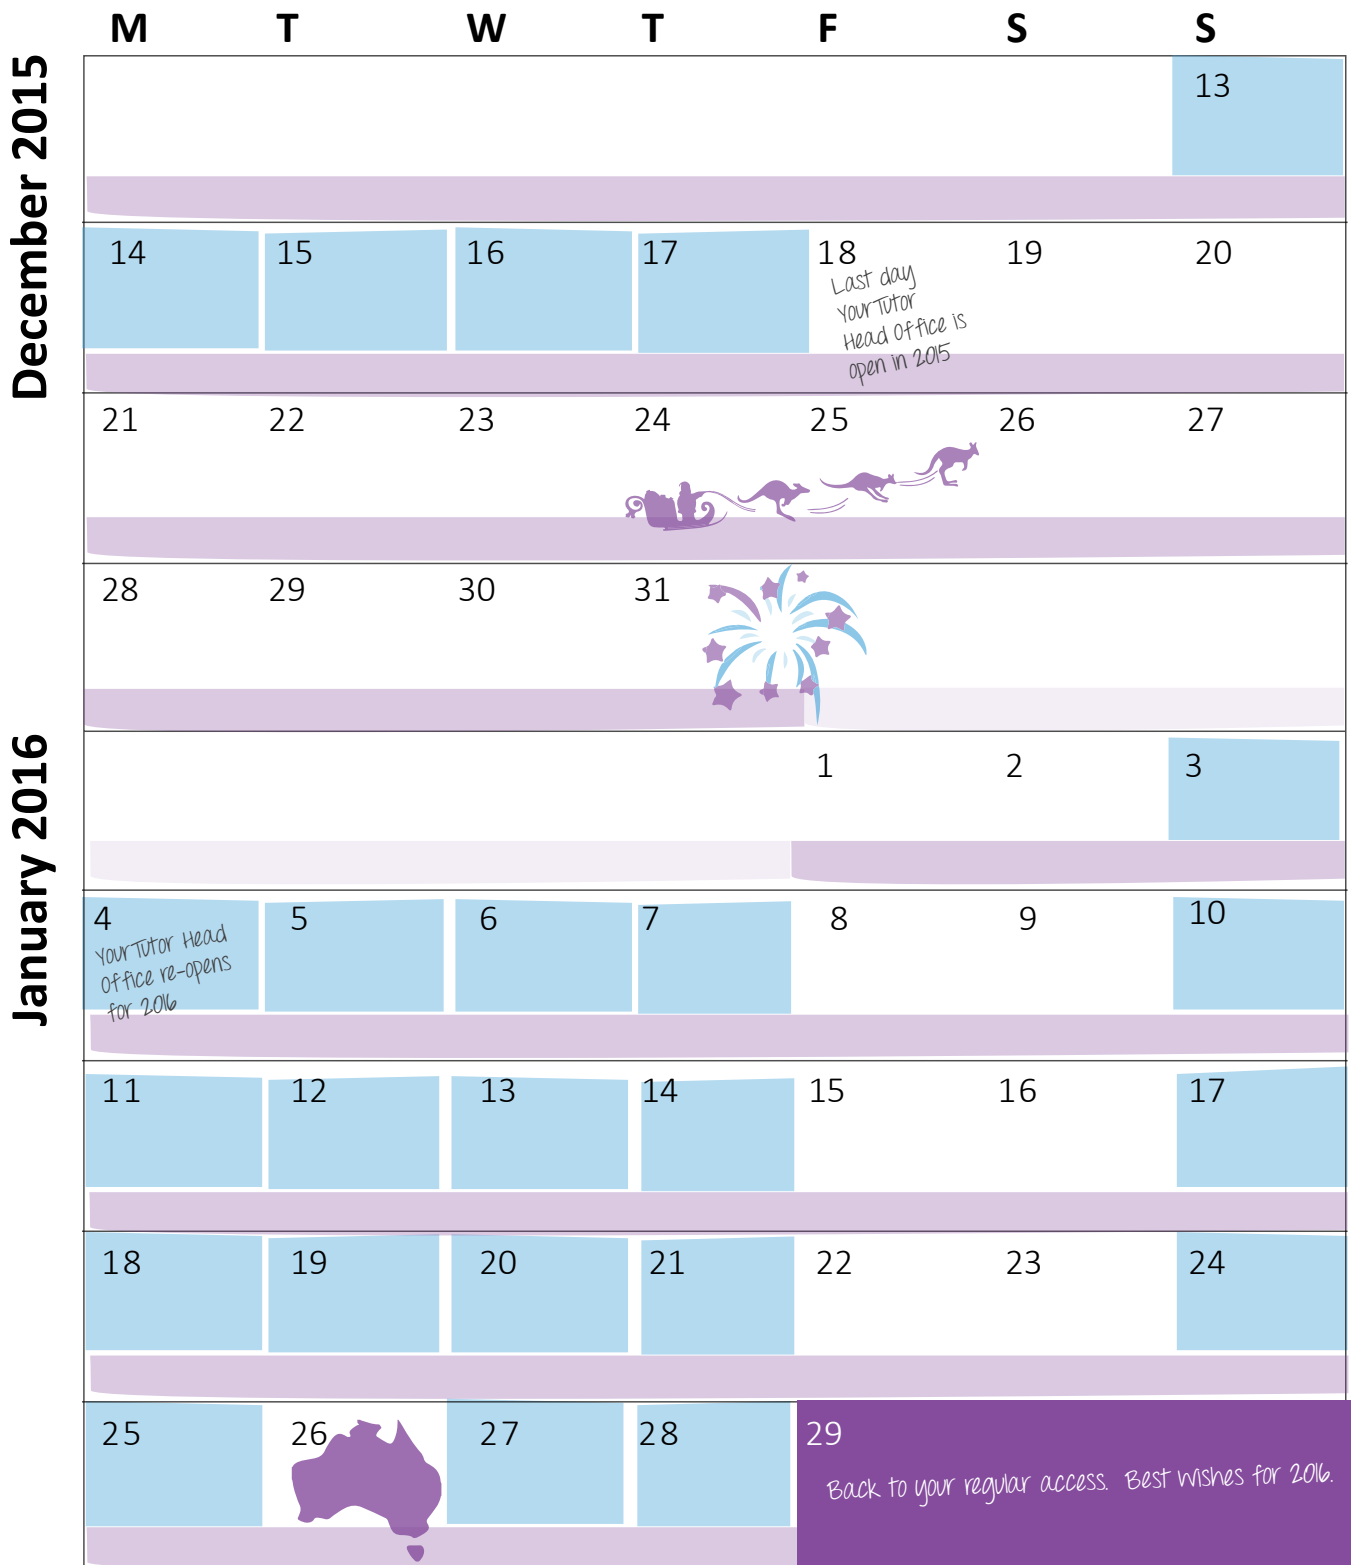 M T W T F S S
December 2015
13
14 15 16 17 18 19 20
Last day
YourTutor
Head Office is
open in 2015
21 22 23 24 25 26 27
28 29 30 31
January 2016
1 2 3
4 5 6 7 8 9 10
YourTutor Head
Office re-opens
for 2016
11 12 13 14 15 16 17
18 19 20 21 22 23 24
25 26 27 28 29
Back to your regular access. Best wishes for 2016.